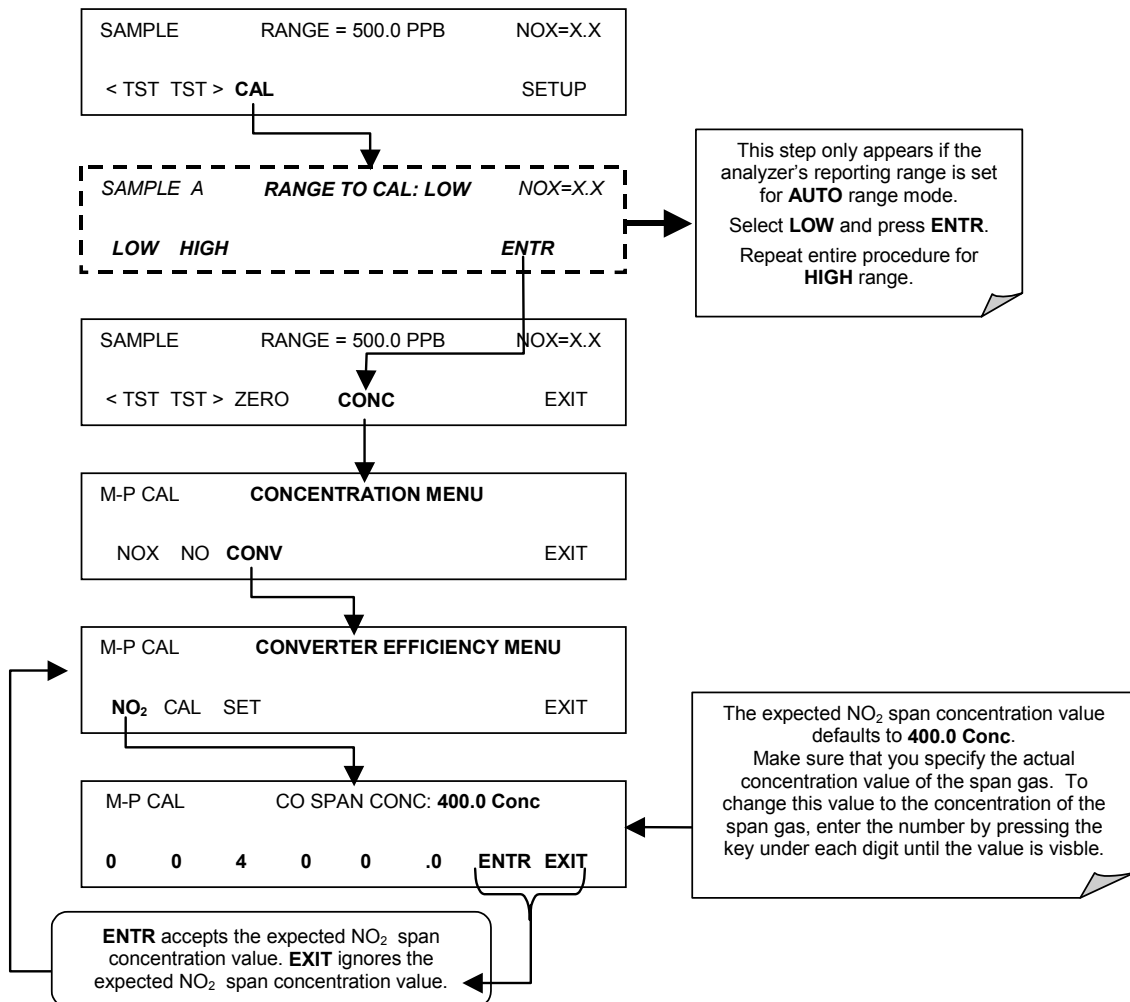 SAMPLE RANGE = 500.0 PPB NOX=X.X
< TST TST > CAL SETUP
SAMPLE A RANGE TO CAL: LOW NOX=X.X
LOW HIGH ENTR
This step only appears if the
analyzer's reporting range is set
for AUTO range mode.
Select LOW and press ENTR.
Repeat entire procedure for
HIGH range.
SAMPLE RANGE = 500.0 PPB NOX=X.X
< TST TST > ZERO CONC EXIT
M-P CAL CONCENTRATION MENU
NOX NO CONV EXIT
M-P CAL CONVERTER EFFICIENCY MENU
NO₂ CAL SET EXIT
M-P CAL CO SPAN CONC: 400.0 Conc
0 0 4 0 0 .0 ENTR EXIT
The expected NO₂ span concentration value
defaults to 400.0 Conc.
Make sure that you specify the actual
concentration value of the span gas. To
change this value to the concentration of the
span gas, enter the number by pressing the
key under each digit until the value is visble.
ENTR accepts the expected NO₂ span
concentration value. EXIT ignores the
expected NO₂ span concentration value.